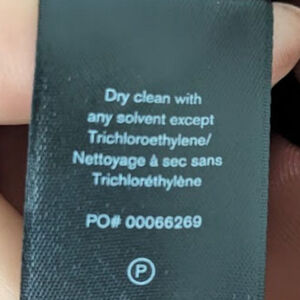 Dry clean with
any solvent except
Trichloroethylene/
Nettoyage à sec sans
Trichloréthylène
PO# 00066269
P